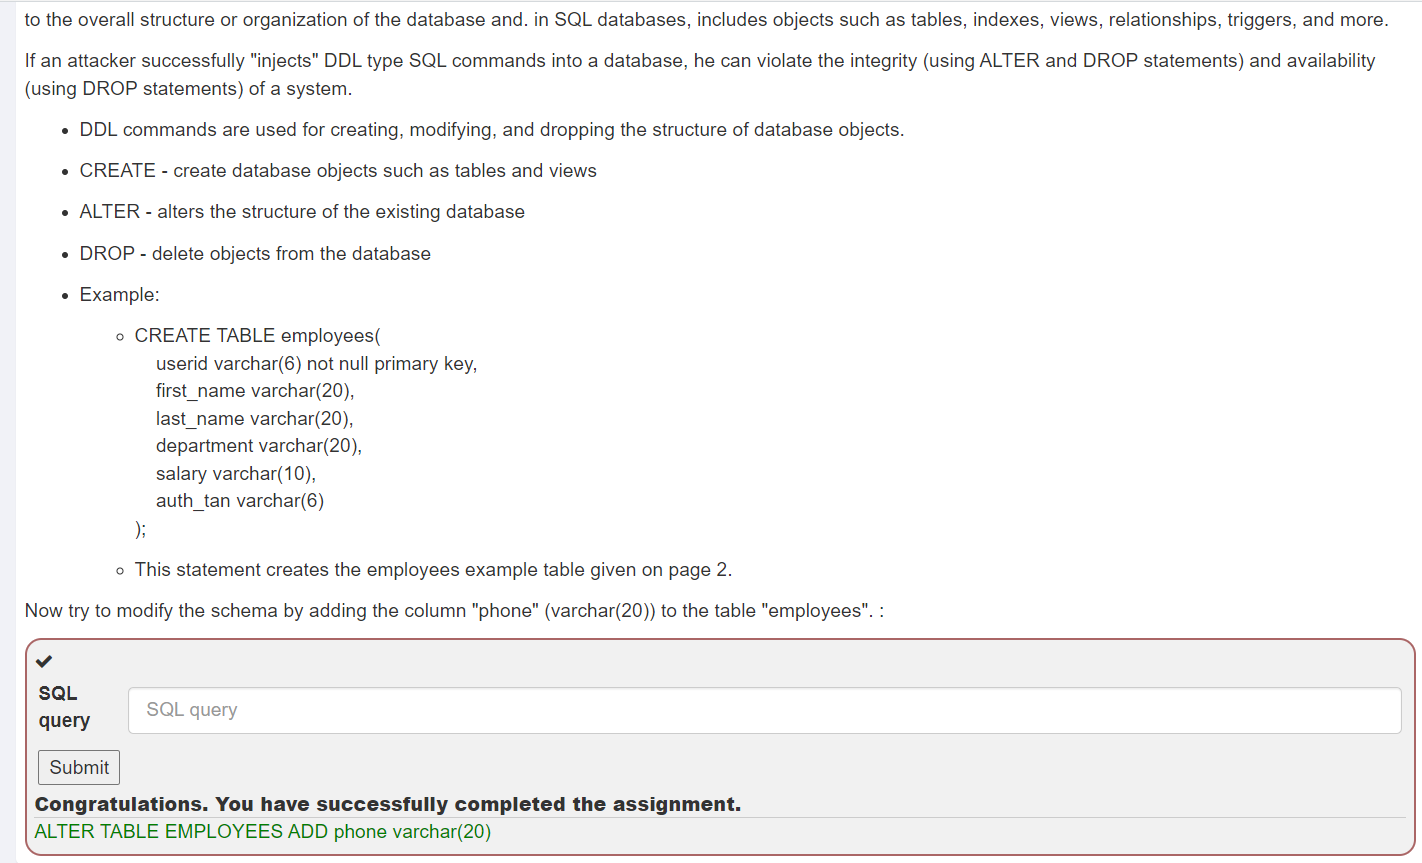 to the overall structure or organization of the database and. in SQL databases, includes objects such as tables, indexes, views, relationships, triggers, and more.
If an attacker successfully "injects" DDL type SQL commands into a database, he can violate the integrity (using ALTER and DROP statements) and availability
(using DROP statements) of a system.
• DDL commands are used for creating, modifying, and dropping the structure of database objects.
• CREATE - create database objects such as tables and views
• ALTER - alters the structure of the existing database
• DROP - delete objects from the database
• Example:
◦ CREATE TABLE employees(
userid varchar(6) not null primary key,
first_name varchar(20),
last_name varchar(20),
department varchar(20),
salary varchar(10),
auth_tan varchar(6)
);
◦ This statement creates the employees example table given on page 2.
Now try to modify the schema by adding the column "phone" (varchar(20)) to the table "employees". :
✔
SQL
query
SQL query
Submit
Congratulations. You have successfully completed the assignment.
ALTER TABLE EMPLOYEES ADD phone varchar(20)